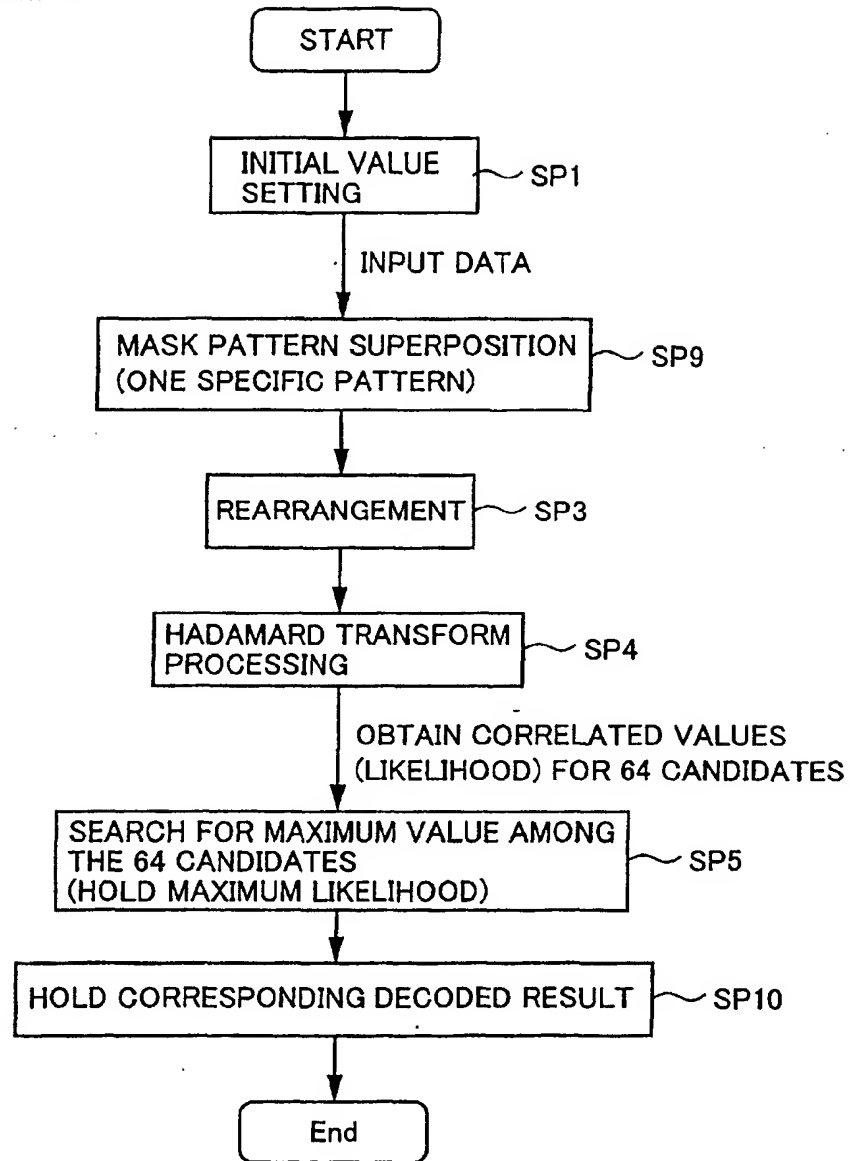 START
INITIAL VALUE
SETTING
SP1
INPUT DATA
MASK PATTERN SUPERPOSITION
(ONE SPECIFIC PATTERN)
SP9
REARRANGEMENT
SP3
HADAMARD TRANSFORM
PROCESSING
SP4
OBTAIN CORRELATED VALUES
(LIKELIHOOD) FOR 64 CANDIDATES
SEARCH FOR MAXIMUM VALUE AMONG
THE 64 CANDIDATES
(HOLD MAXIMUM LIKELIHOOD)
SP5
HOLD CORRESPONDING DECODED RESULT
SP10
End